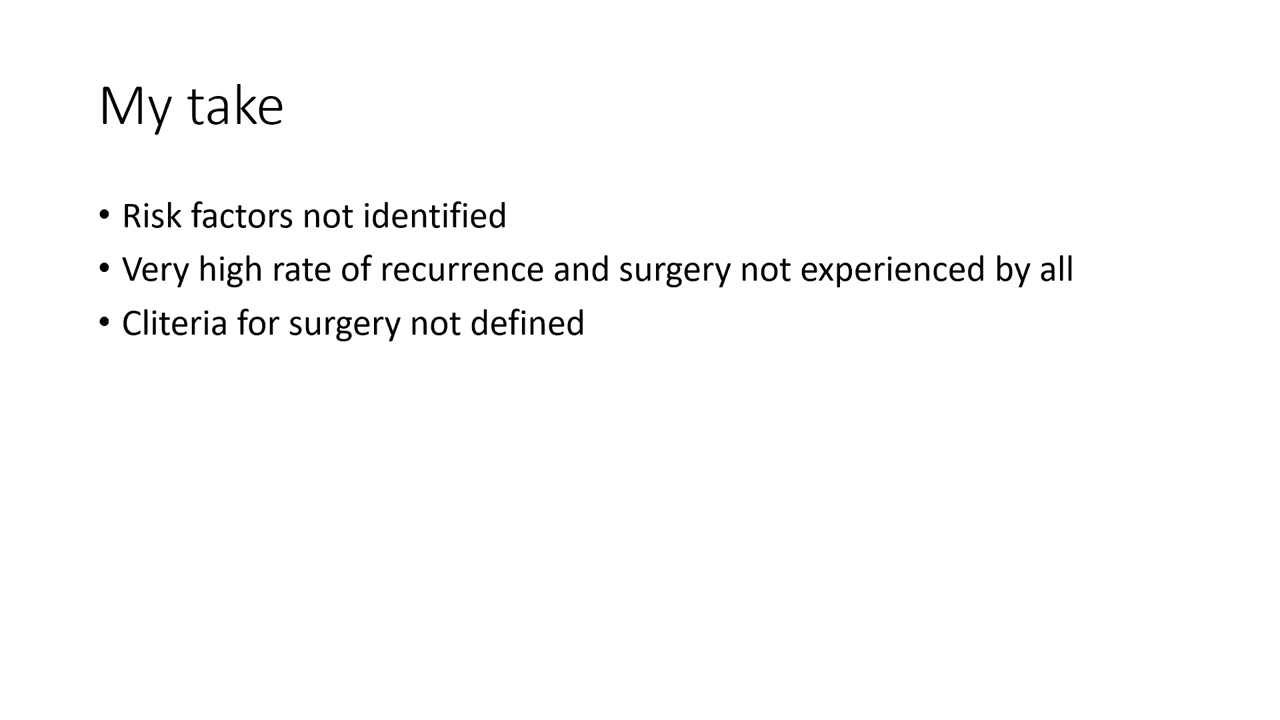 My take
• Risk factors not identified
• Very high rate of recurrence and surgery not experienced by all
• Cliteria for surgery not defined